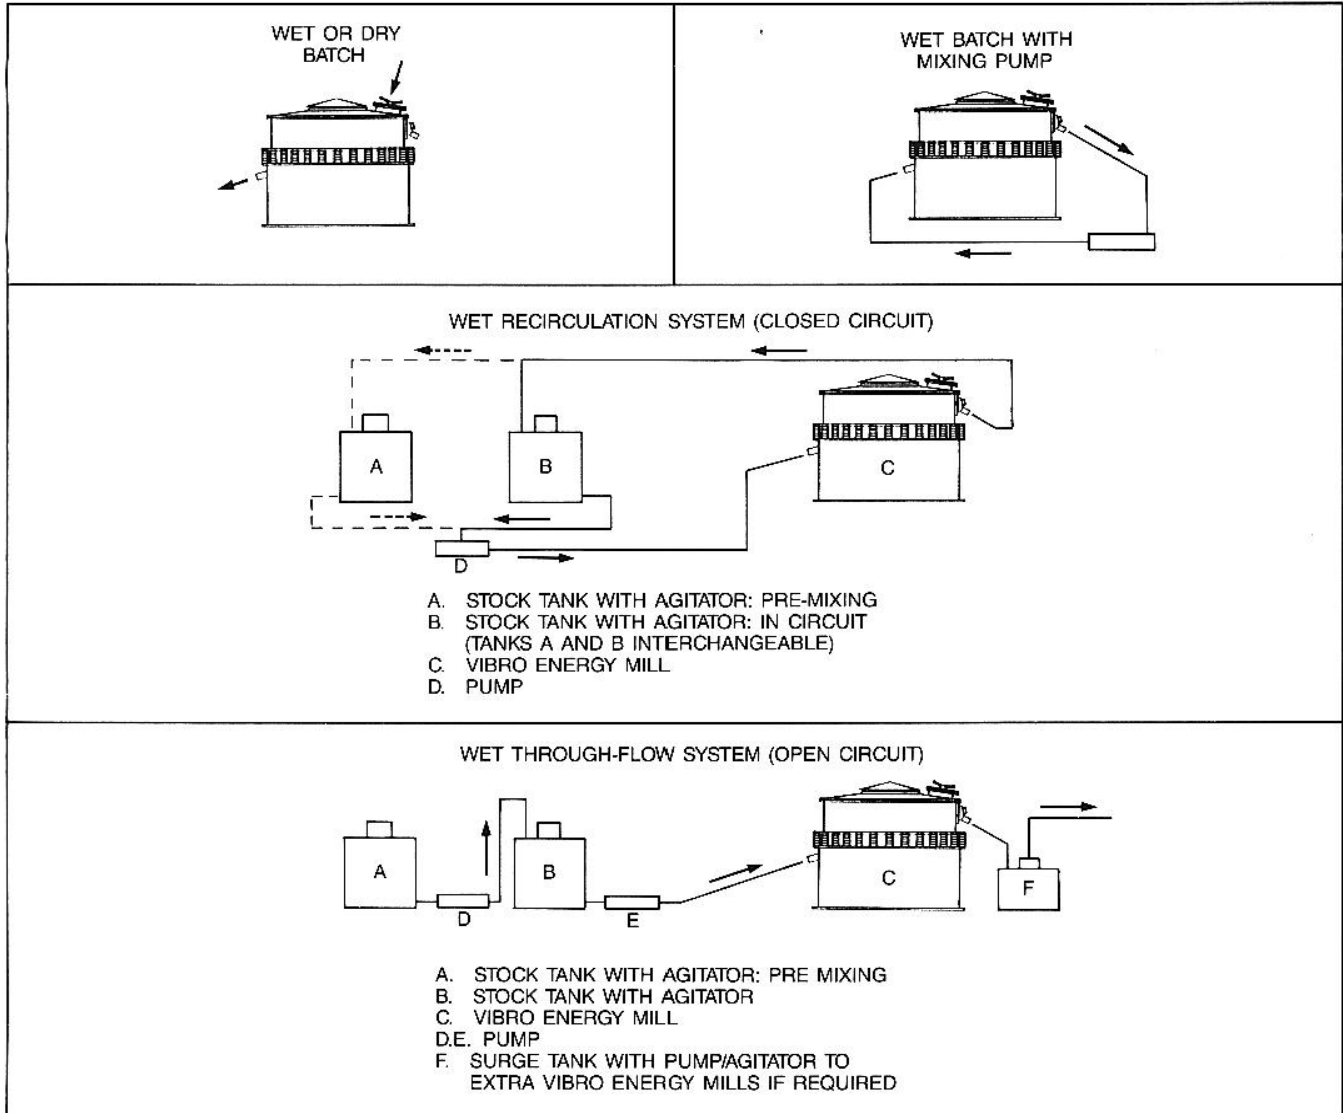 WET OR DRY
BATCH
WET BATCH WITH
MIXING PUMP
WET RECIRCULATION SYSTEM (CLOSED CIRCUIT)
A
B
C
D
A. STOCK TANK WITH AGITATOR: PRE-MIXING
B. STOCK TANK WITH AGITATOR: IN CIRCUIT
(TANKS A AND B INTERCHANGEABLE)
C. VIBRO ENERGY MILL
D. PUMP
WET THROUGH-FLOW SYSTEM (OPEN CIRCUIT)
A
B
C
F
D
E
A. STOCK TANK WITH AGITATOR: PRE MIXING
B. STOCK TANK WITH AGITATOR
C. VIBRO ENERGY MILL
D.E. PUMP
F. SURGE TANK WITH PUMP/AGITATOR TO
EXTRA VIBRO ENERGY MILLS IF REQUIRED